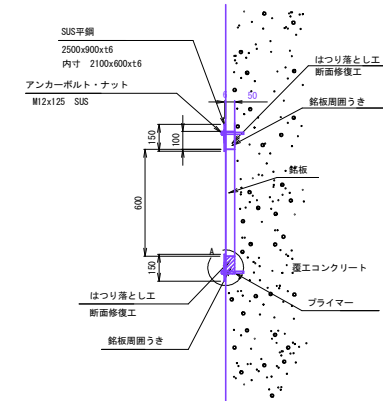 SUS平鋼
2500x900xt6
内寸 2100x600xt6
アンカーボルト・ナット
M12x125 SUS
6 50
はつり落とし工
断面修復工
銘板周囲うき
150
100
銘板
600
A
150
覆工コンクリート
はつり落とし工
断面修復工
プライマー
銘板周囲うき